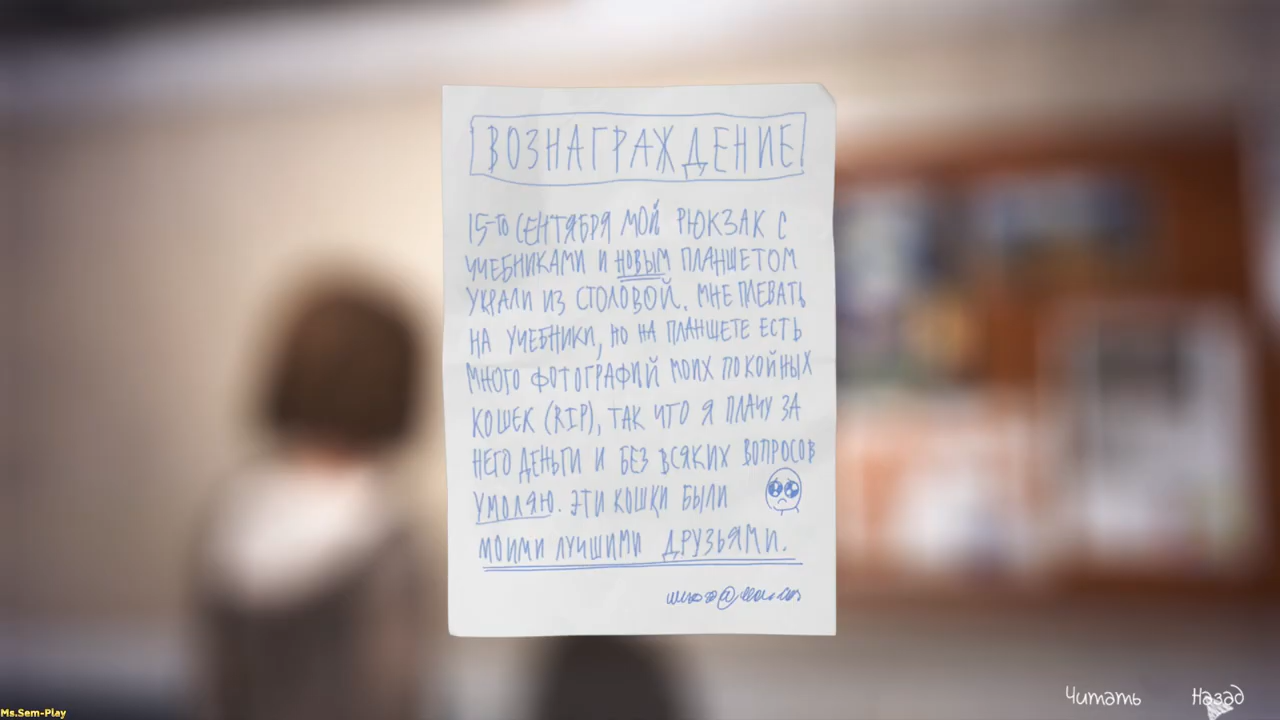 ВОЗНАГРАЖДЕНИЕ
15-го СЕНТЯБРЯ МОЙ РЮКЗАК С
УЧЕБНИКАМИ И НОВЫМ ПЛАНШЕТОМ
УКРАЛИ ИЗ СТОЛОВОЙ. МНЕ ПЛЕВАТЬ
НА УЧЕБНИКИ, НО НА ПЛАНШЕТЕ ЕСТЬ
МНОГО ФОТОГРАФИЙ МОИХ ПОКОЙНЫХ
КОШЕК (RIP), ТАК ЧТО Я ПЛАЧУ ЗА
НЕГО ДЕНЬГИ И БЕЗ ВСЯКИХ ВОПРОСОВ
УМОЛЯЮ. ЭТИ КОШКИ БЫЛИ
МОИМИ ЛУЧШИМИ ДРУЗЬЯМИ.
Читать Назад
Ms.Sem-Play